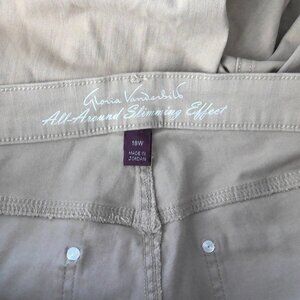 Gloria Vanderbilt
All-Around Slimming Effect
18W
MADE IN
JORDAN